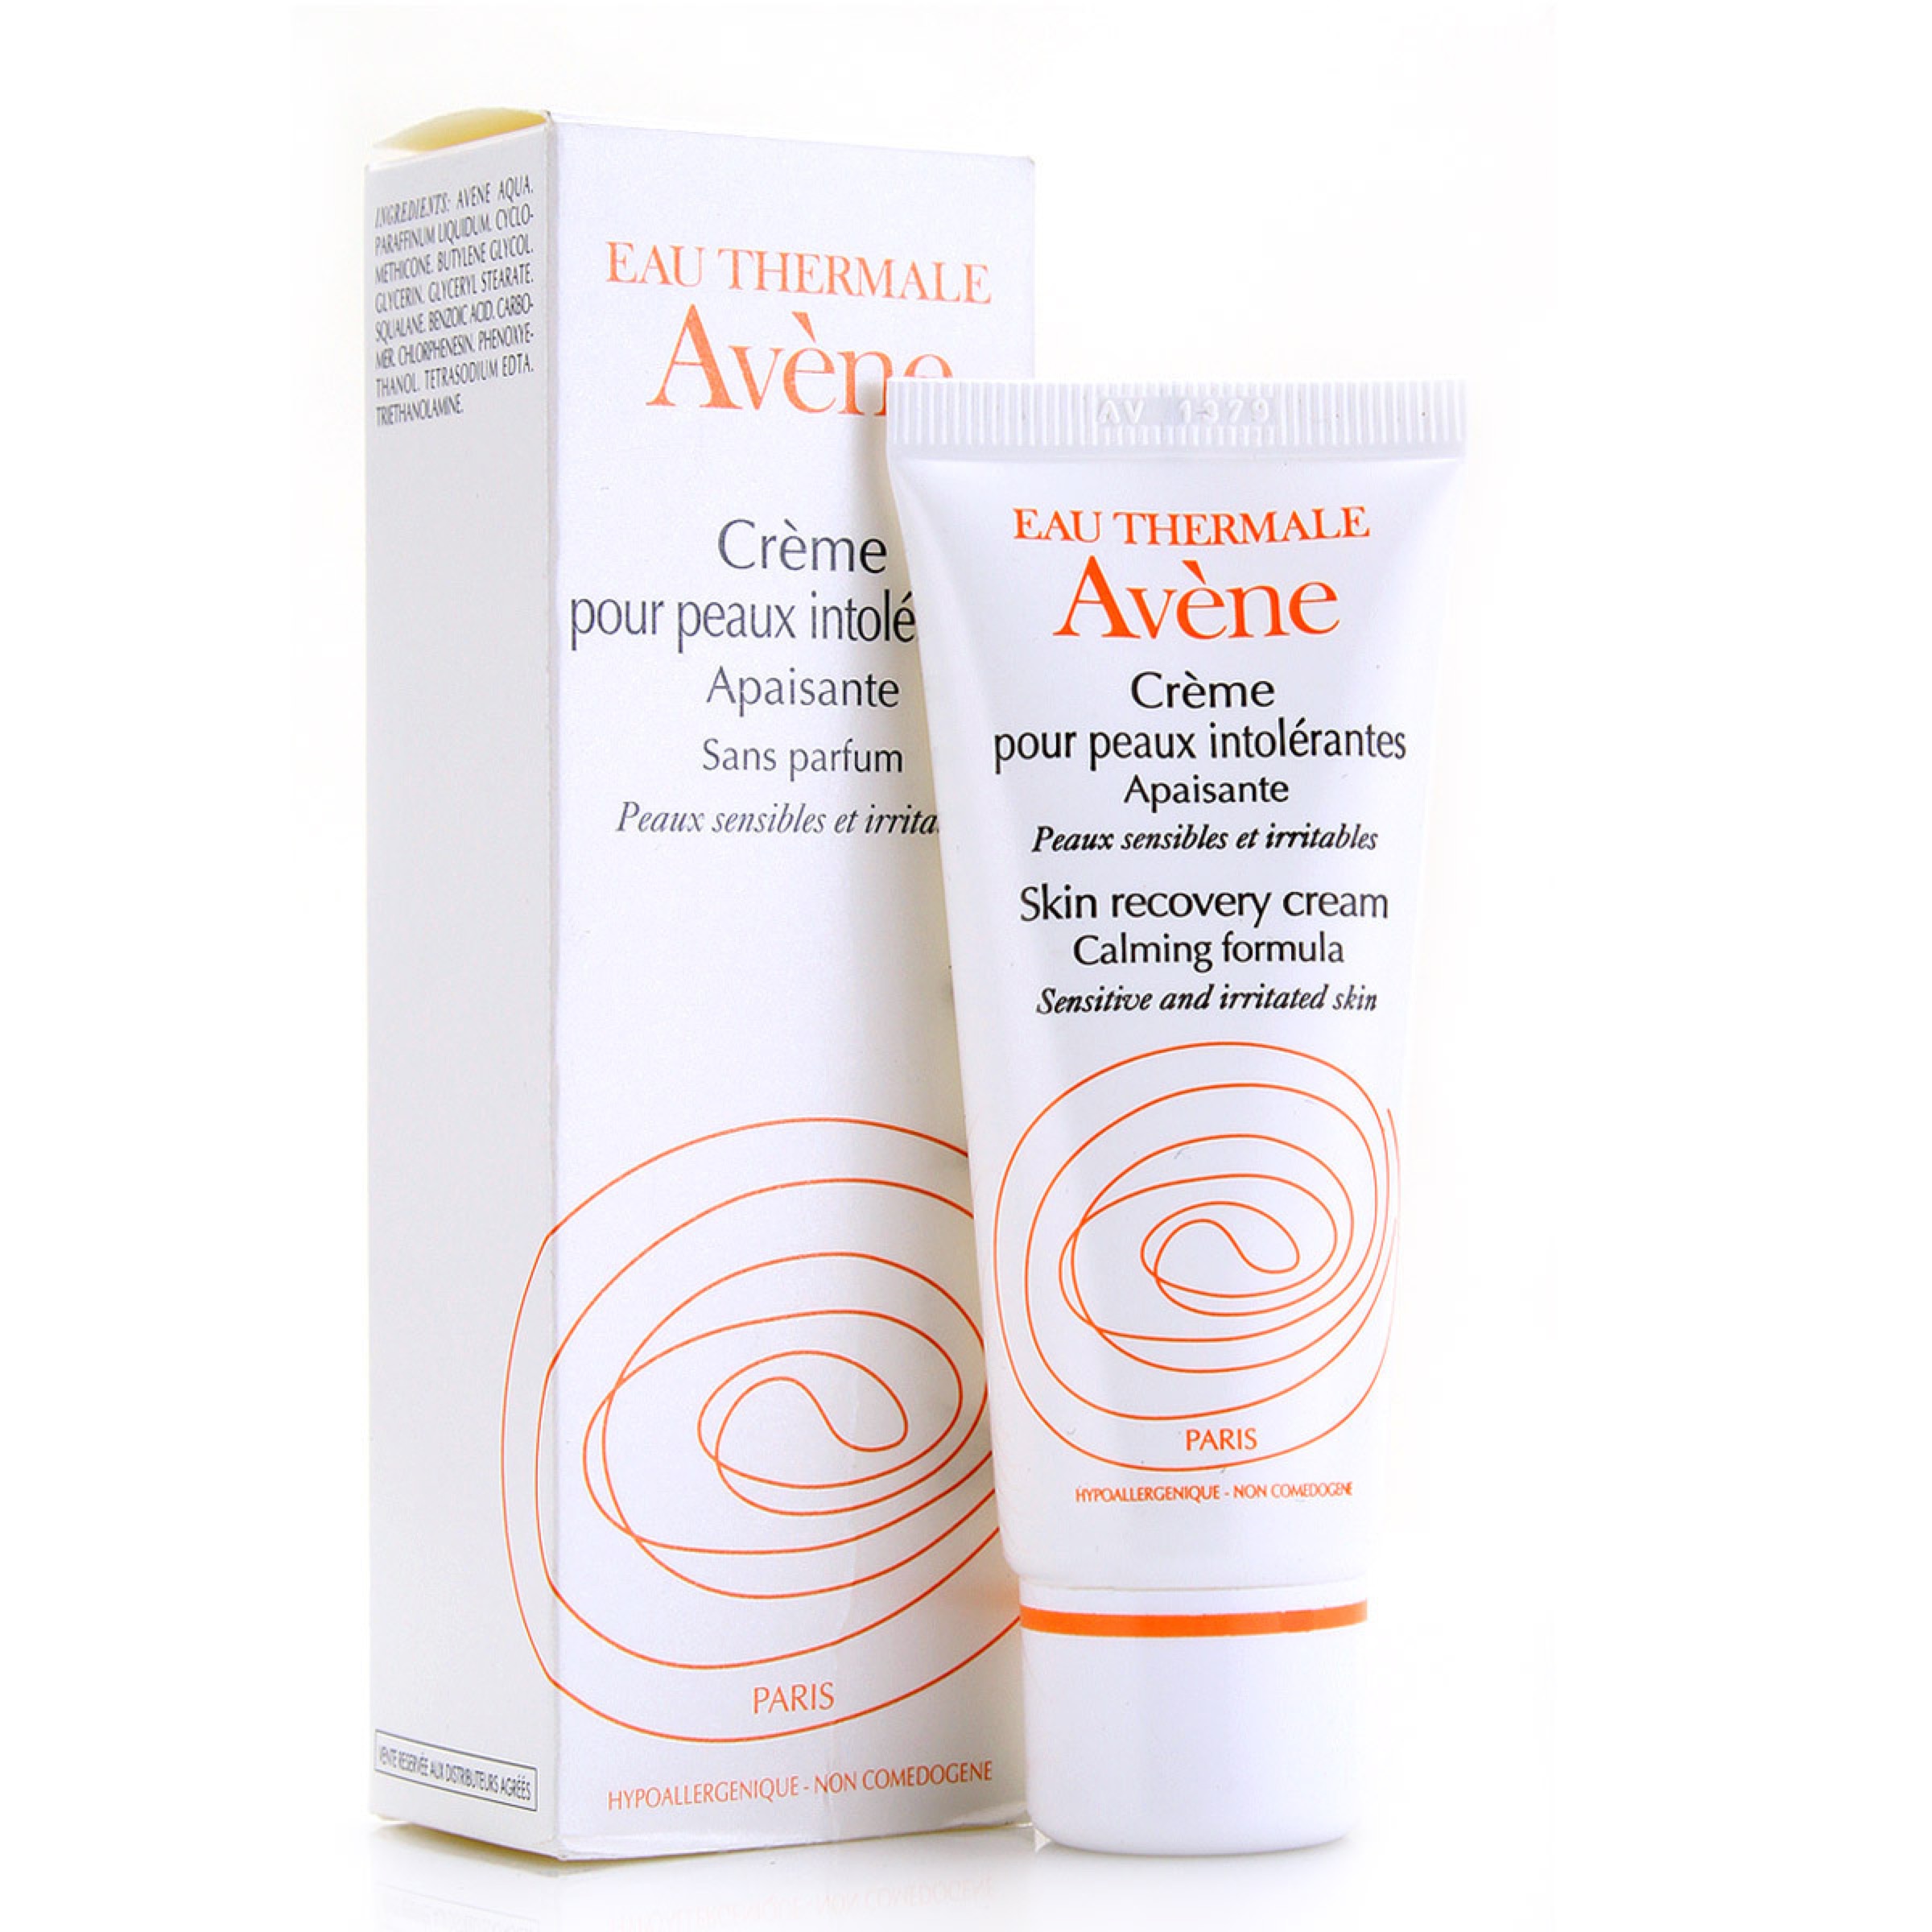 INGREDIENTS: AVENE AQUA.
PARAFFINUM LIQUIDUM. CYCLO-
METHICONE. BUTYLENE GLYCOL.
GLYCERIN. GLYCERYL STEARATE.
SQUALANE. BENZOIC ACID. CARBO-
MER. CHLORPHENESIN. PHENOXYE-
THANOL. TETRASODIUM EDTA.
TRIETHANOLAMINE.
VENTE RESERVÉE AUX DISTRIBUTEURS AGRÉÉS
EAU THERMALE
Avène
Crème
pour peaux intolé
Apaisante
Sans parfum
Peaux sensibles et irrita
PARIS
HYPOALLERGENIQUE - NON COMEDOGENE
AV 1379
EAU THERMALE
Avène
Crème
pour peaux intolérantes
Apaisante
Peaux sensibles et irritables
Skin recovery cream
Calming formula
Sensitive and irritated skin
PARIS
HYPOALLERGENIQUE - NON COMEDOGENE